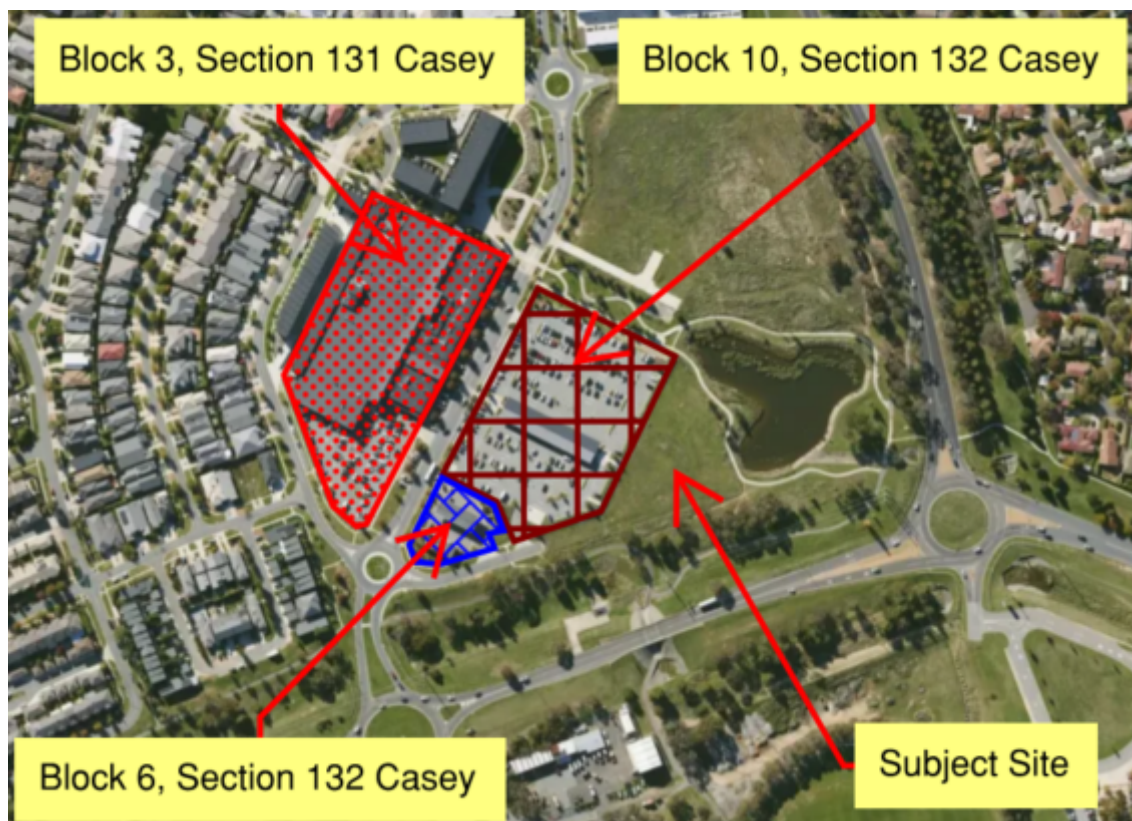 Block 3, Section 131 Casey
Block 10, Section 132 Casey
Block 6, Section 132 Casey
Subject Site